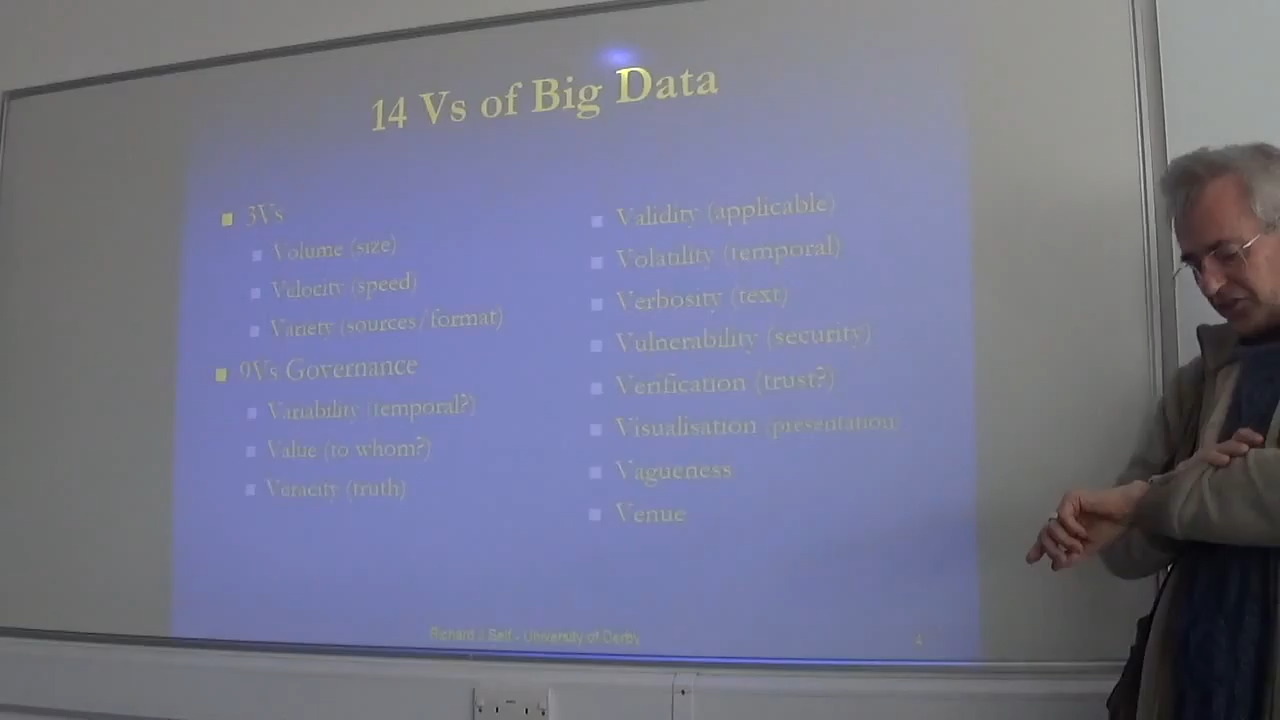 14 Vs of Big Data
3Vs
Volume (size)
Velocity (speed)
Variety (sources/format)
9Vs Governance
Variability (temporal?)
Value (to whom?)
Veracity (truth)
Validity (applicable)
Volatility (temporal)
Verbosity (text)
Vulnerability (security)
Verification (trust?)
Visualisation (presentation)
Vagueness
Venue
Richard J Self - University of Derby
4